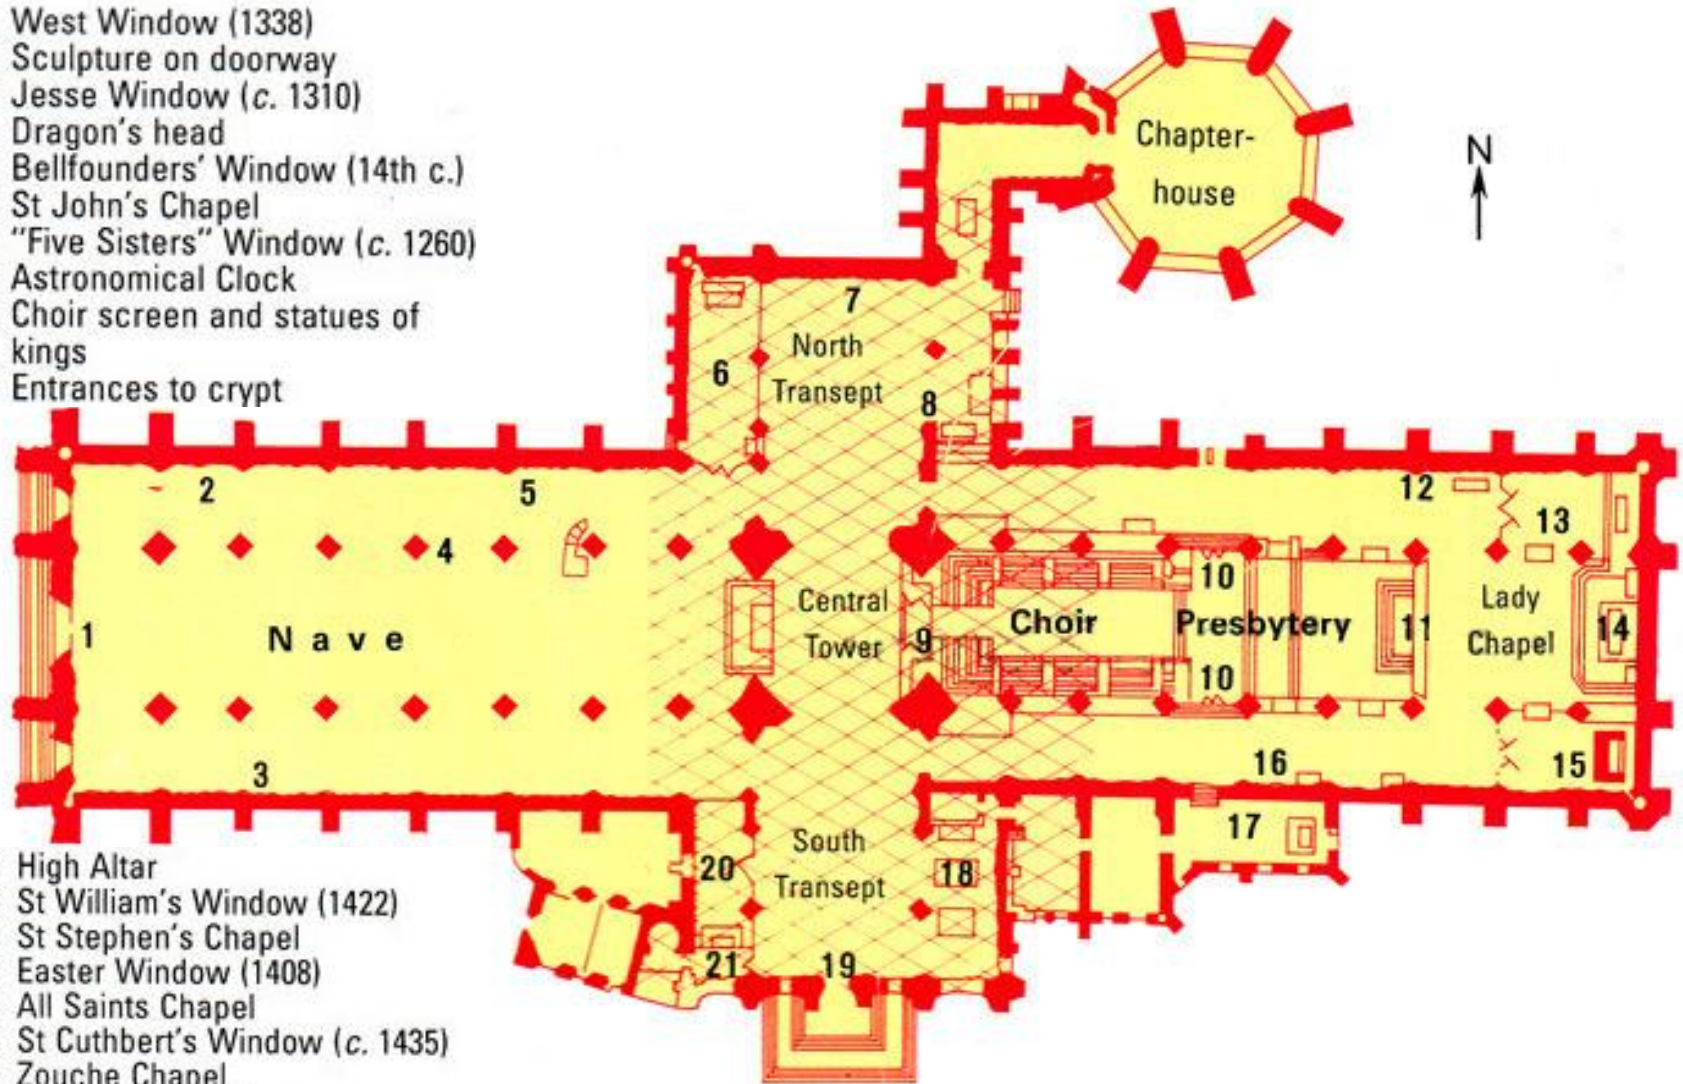 West Window (1338)
Sculpture on doorway
Jesse Window (c. 1310)
Dragon's head
Bellfounders' Window (14th c.)
St John's Chapel
"Five Sisters" Window (c. 1260)
Astronomical Clock
Choir screen and statues of
kings
Entrances to crypt
Chapter-
house
N
7
North
Transept
6
8
2
5
12
13
4
10
Central
Tower
Lady
Chapel
1
Nave
9
Choir
Presbytery
11
14
10
3
16
15
17
South
Transept
20
18
21
19
High Altar
St William's Window (1422)
St Stephen's Chapel
Easter Window (1408)
All Saints Chapel
St Cuthbert's Window (c. 1435)
Zouche Chapel